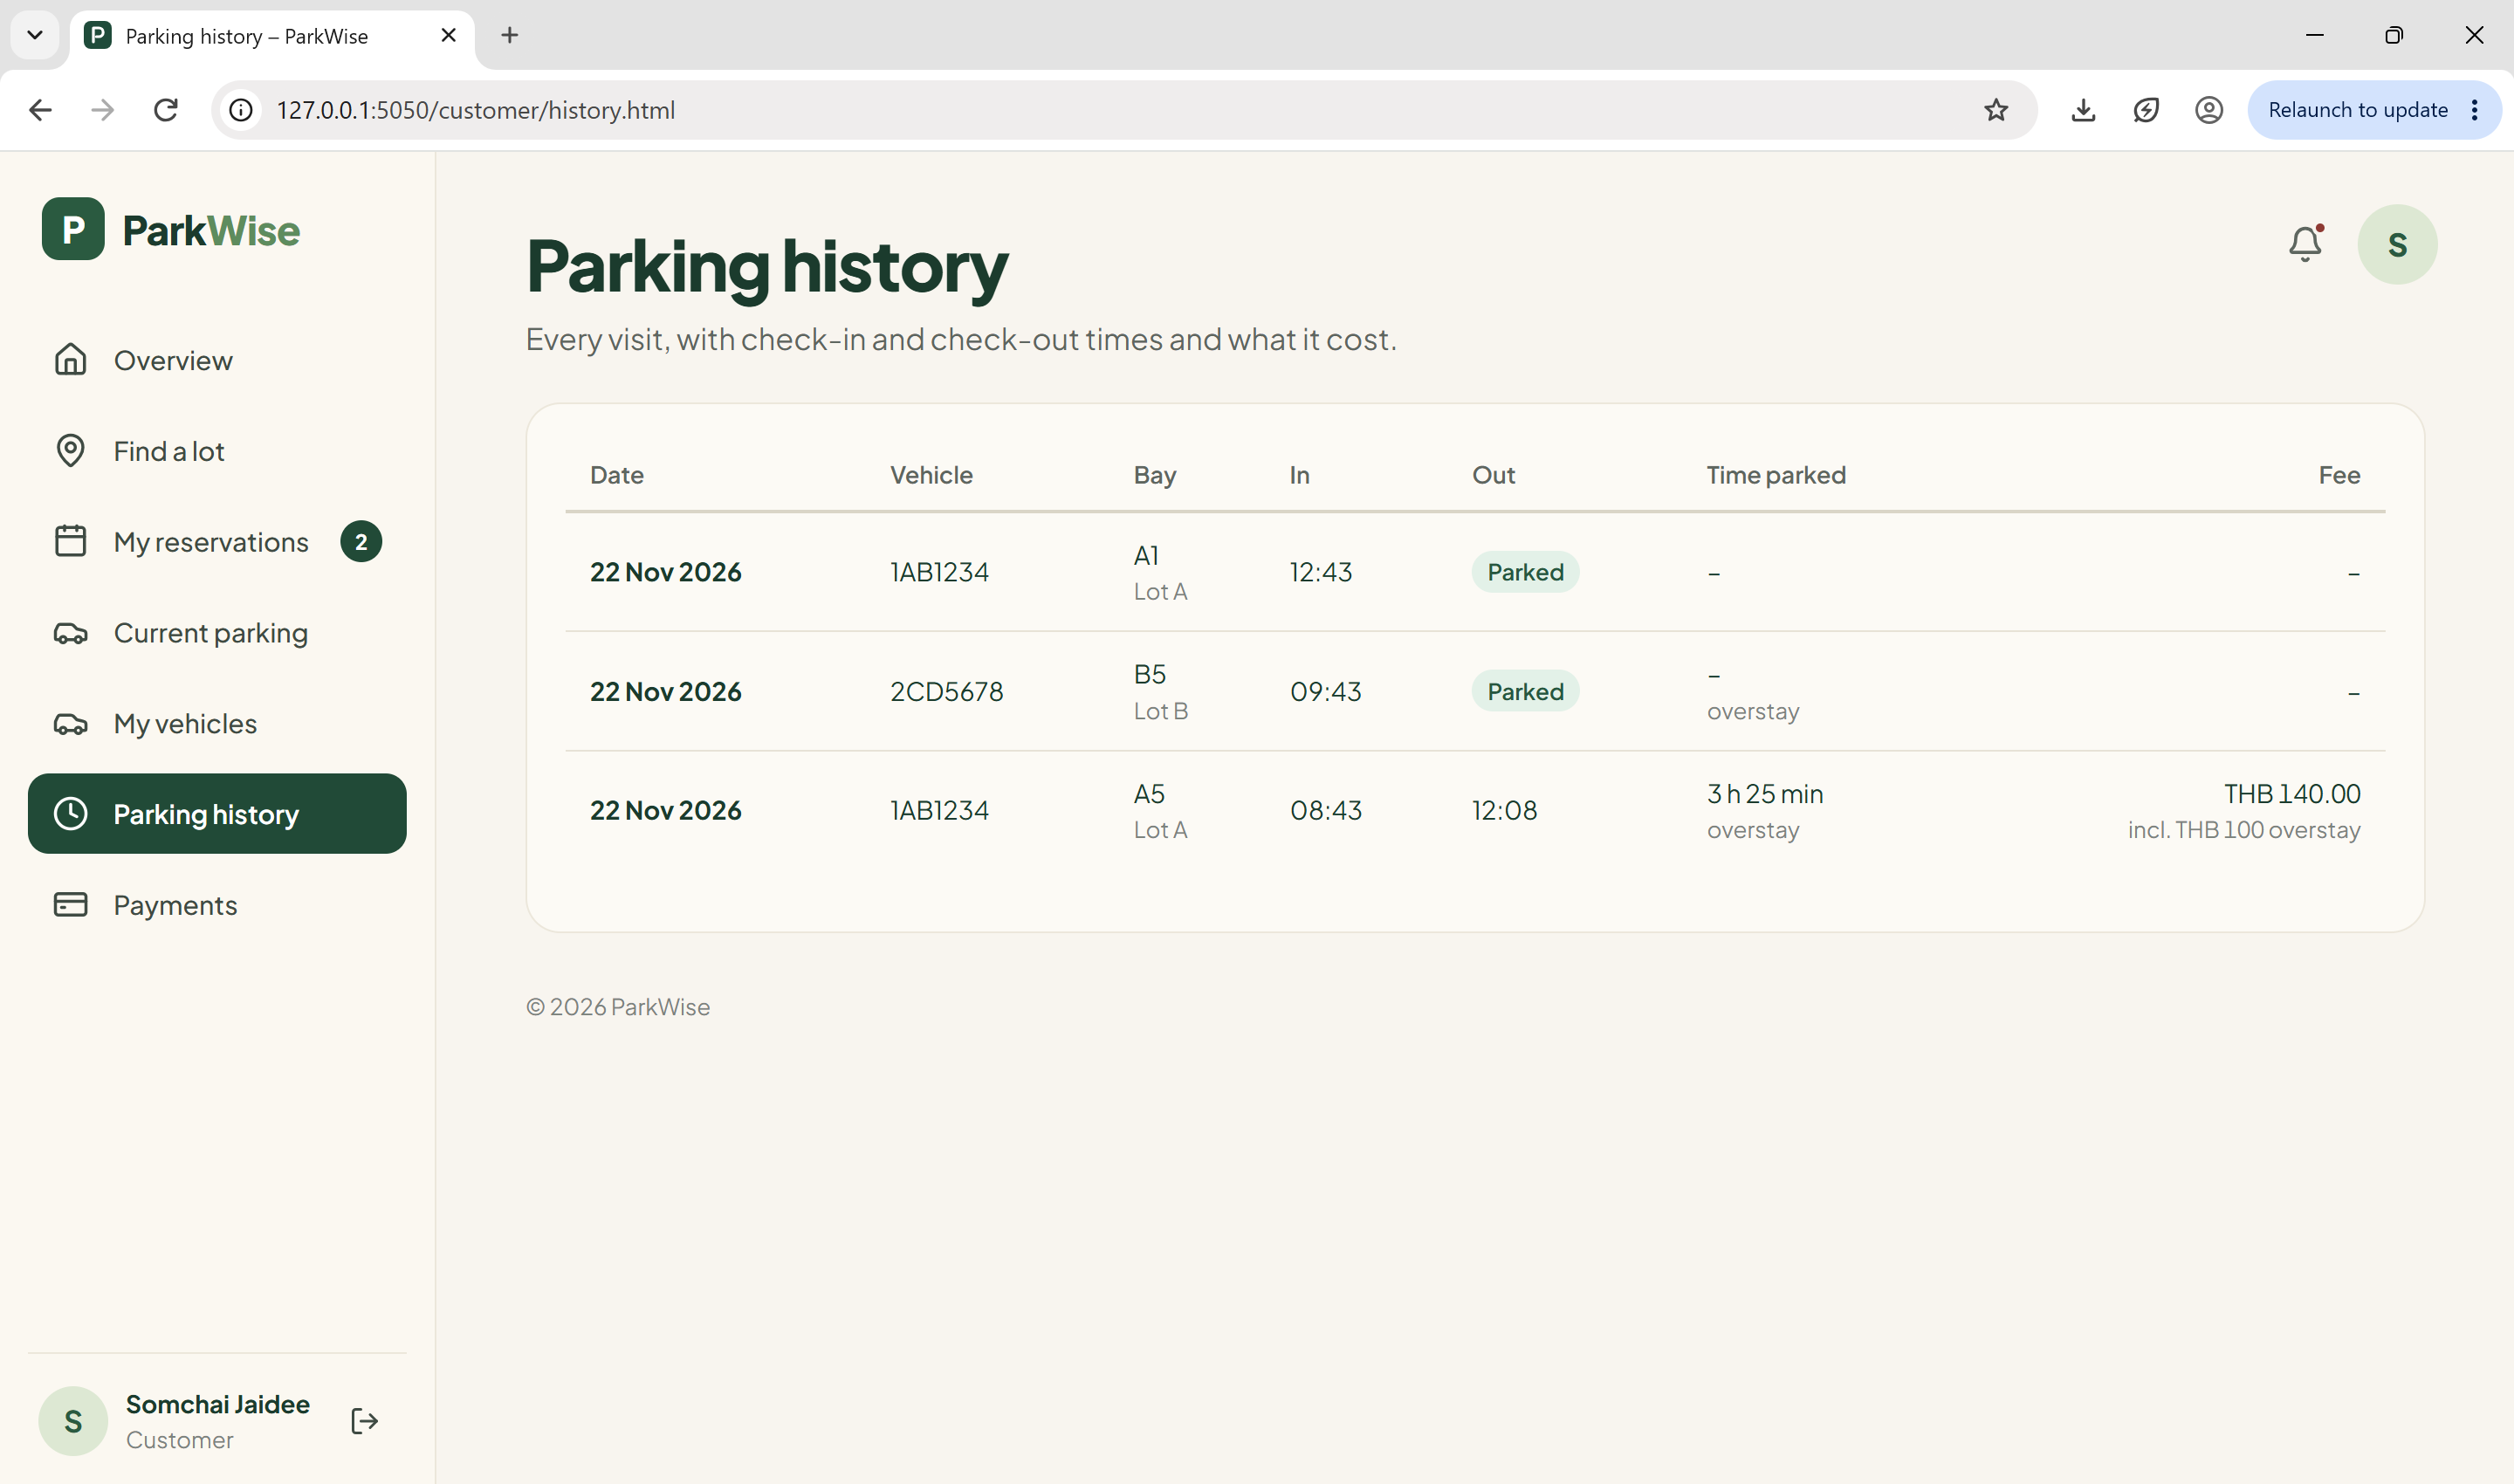 Parking history – ParkWise
127.0.0.1:5050/customer/history.html
Relaunch to update
P ParkWise
Overview
Find a lot
My reservations 2
Current parking
My vehicles
Parking history
Payments
Somchai Jaidee
Customer
S
Parking history
Every visit, with check-in and check-out times and what it cost.
S
Date Vehicle Bay In Out Time parked Fee
22 Nov 2026 1AB1234 A1 12:43 Parked – –
Lot A
22 Nov 2026 2CD5678 B5 09:43 Parked – –
Lot B overstay
22 Nov 2026 1AB1234 A5 08:43 12:08 3 h 25 min THB 140.00
Lot A overstay incl. THB 100 overstay
© 2026 ParkWise